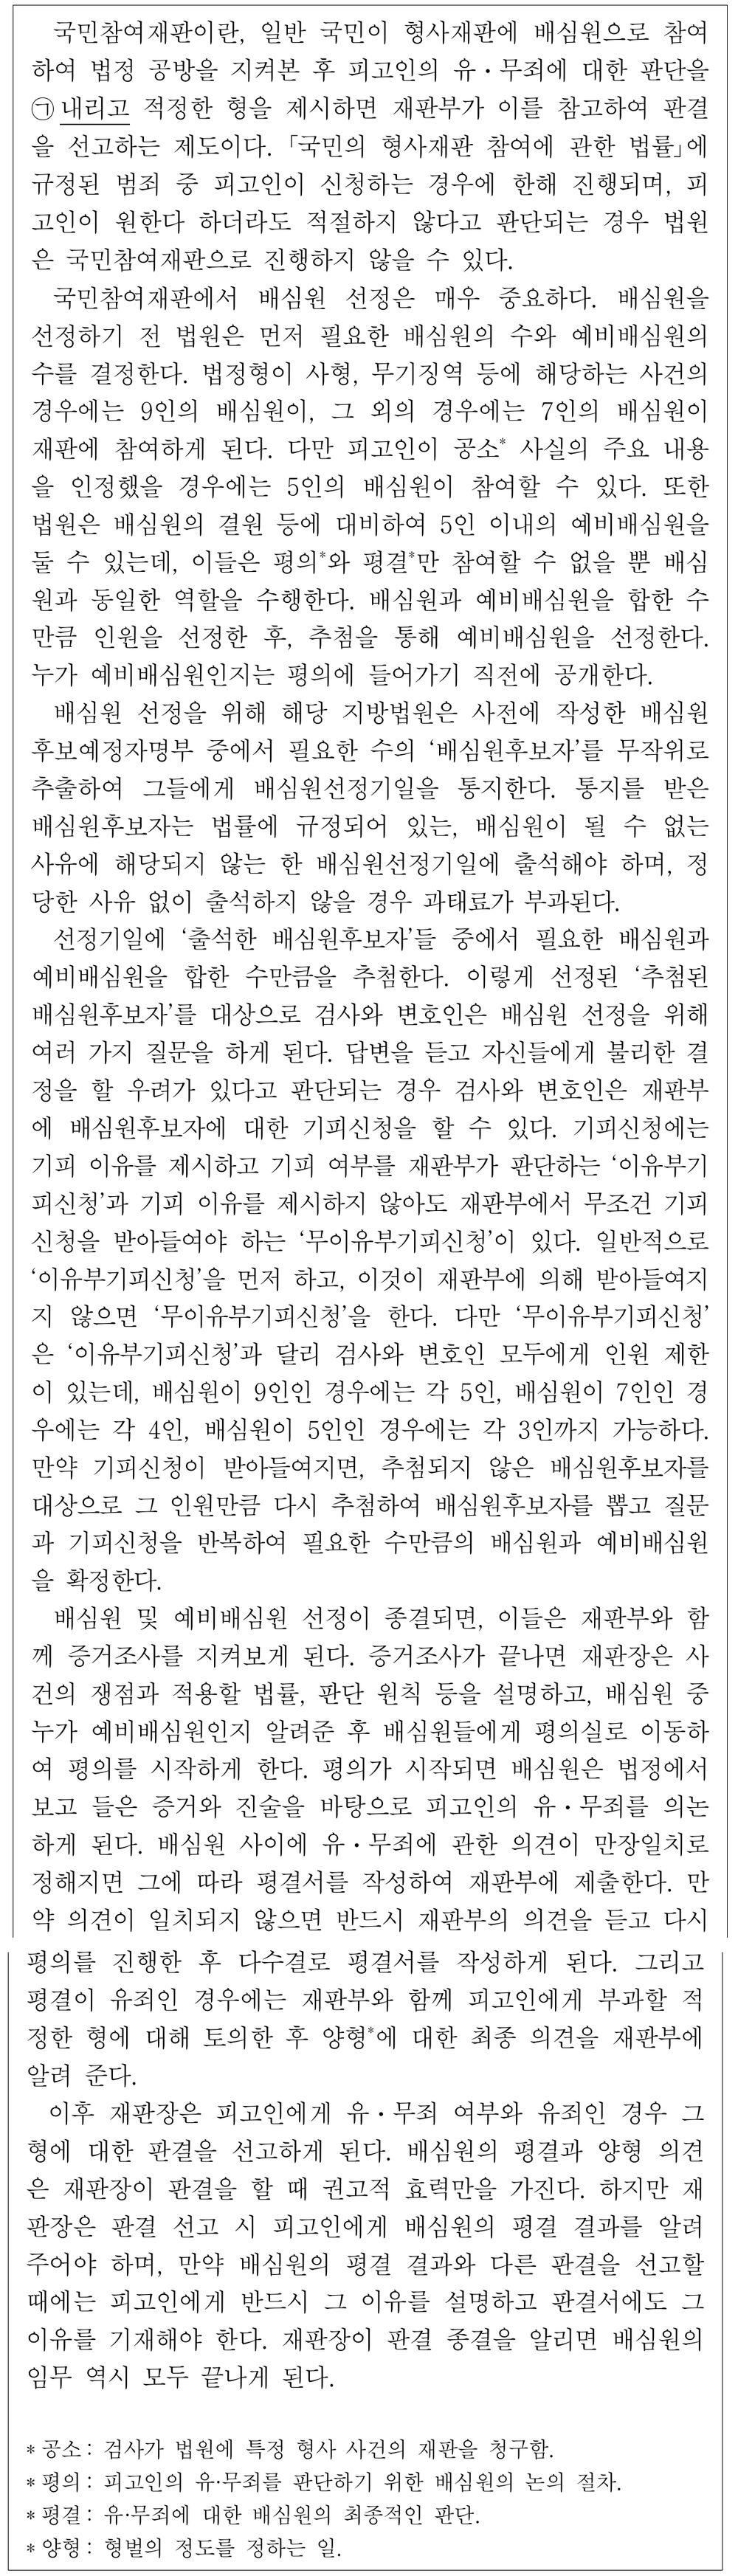 국민참여재판이란, 일반 국민이 형사재판에 배심원으로 참여
하여 법정 공방을 지켜본 후 피고인의 유・무죄에 대한 판단을
㉠ 내리고 적정한 형을 제시하면 재판부가 이를 참고하여 판결
을 선고하는 제도이다. 「국민의 형사재판 참여에 관한 법률」에
규정된 범죄 중 피고인이 신청하는 경우에 한해 진행되며, 피
고인이 원한다 하더라도 적절하지 않다고 판단되는 경우 법원
은 국민참여재판으로 진행하지 않을 수 있다.
국민참여재판에서 배심원 선정은 매우 중요하다. 배심원을
선정하기 전 법원은 먼저 필요한 배심원의 수와 예비배심원의
수를 결정한다. 법정형이 사형, 무기징역 등에 해당하는 사건의
경우에는 9인의 배심원이, 그 외의 경우에는 7인의 배심원이
재판에 참여하게 된다. 다만 피고인이 공소* 사실의 주요 내용
을 인정했을 경우에는 5인의 배심원이 참여할 수 있다. 또한
법원은 배심원의 결원 등에 대비하여 5인 이내의 예비배심원을
둘 수 있는데, 이들은 평의*와 평결*만 참여할 수 없을 뿐 배심
원과 동일한 역할을 수행한다. 배심원과 예비배심원을 합한 수
만큼 인원을 선정한 후, 추첨을 통해 예비배심원을 선정한다.
누가 예비배심원인지는 평의에 들어가기 직전에 공개한다.
배심원 선정을 위해 해당 지방법원은 사전에 작성한 배심원
후보예정자명부 중에서 필요한 수의 ‘배심원후보자’를 무작위로
추출하여 그들에게 배심원선정기일을 통지한다. 통지를 받은
배심원후보자는 법률에 규정되어 있는, 배심원이 될 수 없는
사유에 해당되지 않는 한 배심원선정기일에 출석해야 하며, 정
당한 사유 없이 출석하지 않을 경우 과태료가 부과된다.
선정기일에 ‘출석한 배심원후보자’들 중에서 필요한 배심원과
예비배심원을 합한 수만큼을 추첨한다. 이렇게 선정된 ‘추첨된
배심원후보자’를 대상으로 검사와 변호인은 배심원 선정을 위해
여러 가지 질문을 하게 된다. 답변을 듣고 자신들에게 불리한 결
정을 할 우려가 있다고 판단되는 경우 검사와 변호인은 재판부
에 배심원후보자에 대한 기피신청을 할 수 있다. 기피신청에는
기피 이유를 제시하고 기피 여부를 재판부가 판단하는 ‘이유부기
피신청’과 기피 이유를 제시하지 않아도 재판부에서 무조건 기피
신청을 받아들여야 하는 ‘무이유부기피신청’이 있다. 일반적으로
‘이유부기피신청’을 먼저 하고, 이것이 재판부에 의해 받아들여지
지 않으면 ‘무이유부기피신청’을 한다. 다만 ‘무이유부기피신청’
은 ‘이유부기피신청’과 달리 검사와 변호인 모두에게 인원 제한
이 있는데, 배심원이 9인인 경우에는 각 5인, 배심원이 7인인 경
우에는 각 4인, 배심원이 5인인 경우에는 각 3인까지 가능하다.
만약 기피신청이 받아들여지면, 추첨되지 않은 배심원후보자를
대상으로 그 인원만큼 다시 추첨하여 배심원후보자를 뽑고 질문
과 기피신청을 반복하여 필요한 수만큼의 배심원과 예비배심원
을 확정한다.
배심원 및 예비배심원 선정이 종결되면, 이들은 재판부와 함
께 증거조사를 지켜보게 된다. 증거조사가 끝나면 재판장은 사
건의 쟁점과 적용할 법률, 판단 원칙 등을 설명하고, 배심원 중
누가 예비배심원인지 알려준 후 배심원들에게 평의실로 이동하
여 평의를 시작하게 한다. 평의가 시작되면 배심원은 법정에서
보고 들은 증거와 진술을 바탕으로 피고인의 유・무죄를 의논
하게 된다. 배심원 사이에 유・무죄에 관한 의견이 만장일치로
정해지면 그에 따라 평결서를 작성하여 재판부에 제출한다. 만
약 의견이 일치되지 않으면 반드시 재판부의 의견을 듣고 다시
평의를 진행한 후 다수결로 평결서를 작성하게 된다. 그리고
평결이 유죄인 경우에는 재판부와 함께 피고인에게 부과할 적
정한 형에 대해 토의한 후 양형*에 대한 최종 의견을 재판부에
알려 준다.
이후 재판장은 피고인에게 유・무죄 여부와 유죄인 경우 그
형에 대한 판결을 선고하게 된다. 배심원의 평결과 양형 의견
은 재판장이 판결을 할 때 권고적 효력만을 가진다. 하지만 재
판장은 판결 선고 시 피고인에게 배심원의 평결 결과를 알려
주어야 하며, 만약 배심원의 평결 결과와 다른 판결을 선고할
때에는 피고인에게 반드시 그 이유를 설명하고 판결서에도 그
이유를 기재해야 한다. 재판장이 판결 종결을 알리면 배심원의
임무 역시 모두 끝나게 된다.
* 공소 : 검사가 법원에 특정 형사 사건의 재판을 청구함.
* 평의 : 피고인의 유·무죄를 판단하기 위한 배심원의 논의 절차.
* 평결 : 유·무죄에 대한 배심원의 최종적인 판단.
* 양형 : 형벌의 정도를 정하는 일.